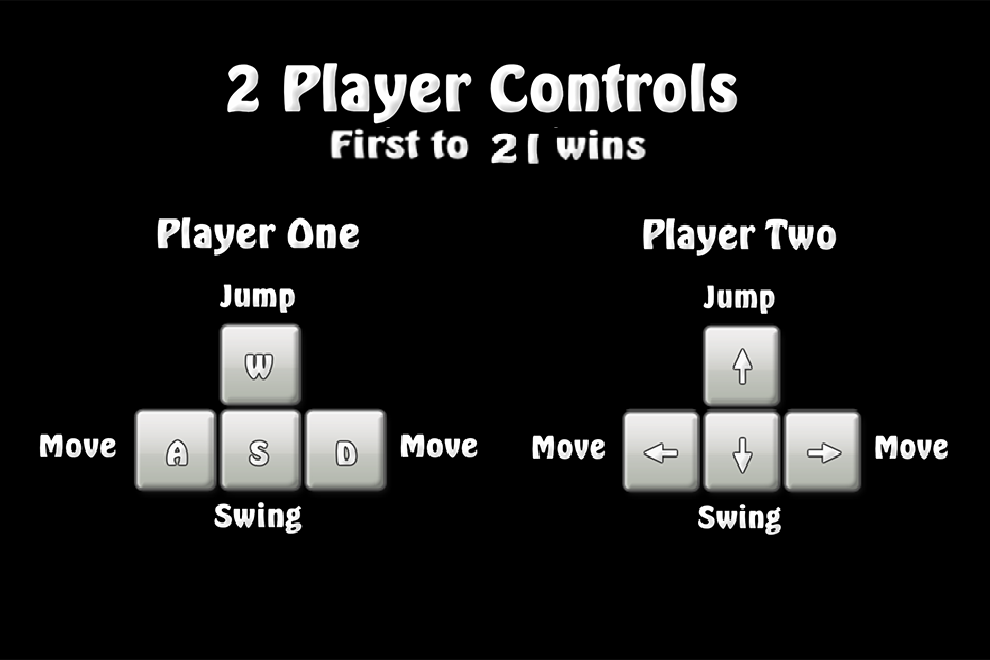 2 Player Controls
First to 21 wins
Player One
Jump
W
Move A S D Move
Swing
Player Two
Jump
↑
Move ← ↓ → Move
Swing